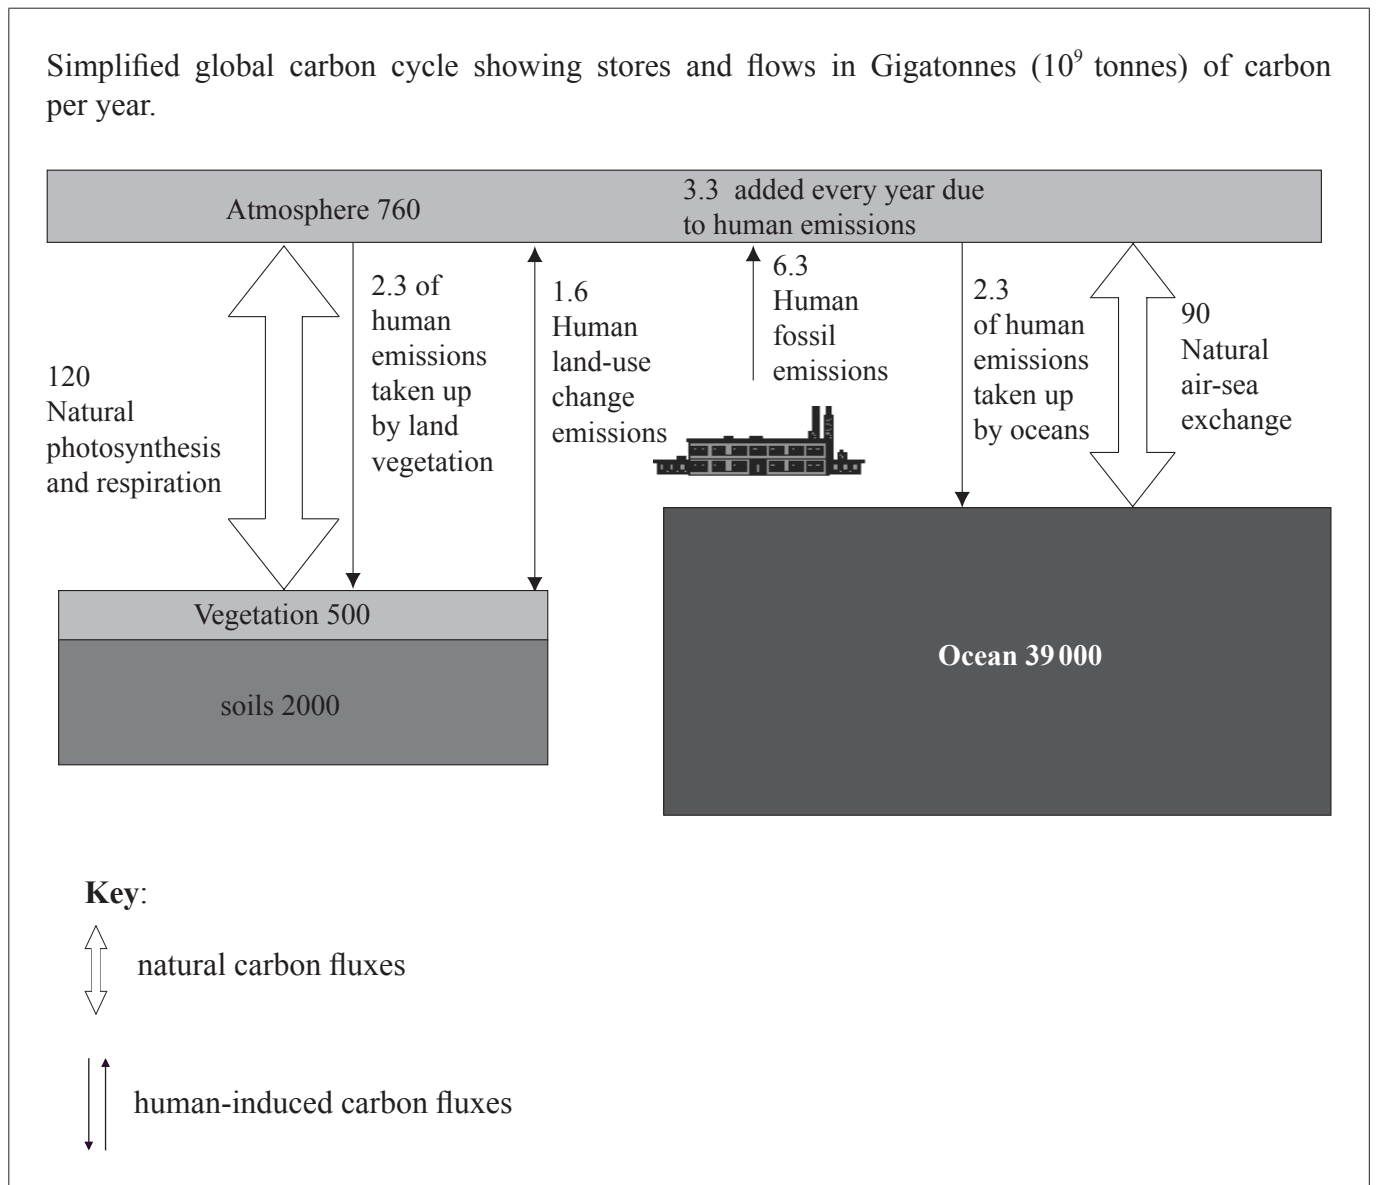 Simplified global carbon cycle showing stores and flows in Gigatonnes (10⁹ tonnes) of carbon
per year.
Atmosphere 760
3.3 added every year due
to human emissions
120
Natural
photosynthesis
and respiration
2.3 of
human
emissions
taken up
by land
vegetation
1.6
Human
land-use
change
emissions
6.3
Human
fossil
emissions
2.3
of human
emissions
taken up
by oceans
90
Natural
air-sea
exchange
Vegetation 500
soils 2000
Ocean 39 000
Key:
natural carbon fluxes
human-induced carbon fluxes